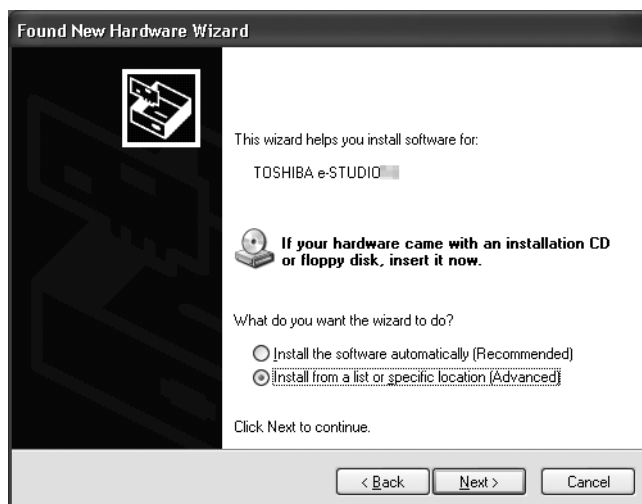 Found New Hardware Wizard
This wizard helps you install software for:
TOSHIBA e-STUDIO
If your hardware came with an installation CD
or floppy disk, insert it now.
What do you want the wizard to do?
Install the software automatically (Recommended)
Install from a list or specific location (Advanced)
Click Next to continue.
< Back Next > Cancel